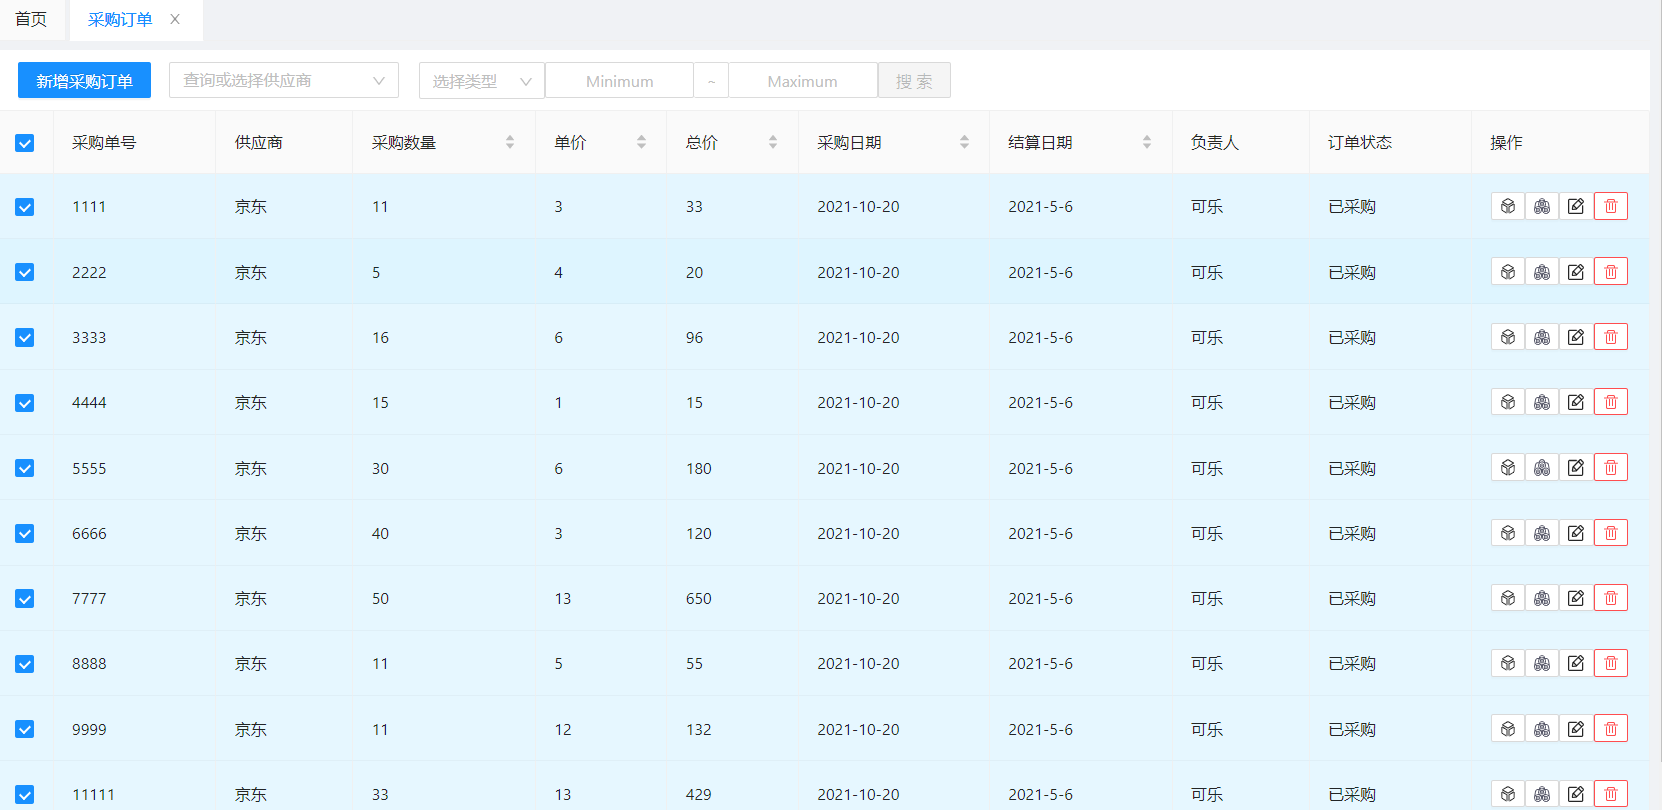 首页 采购订单 X
新增采购订单 查询或选择供应商 选择类型 Minimum ~ Maximum 搜 索
采购单号 供应商 采购数量 单价 总价 采购日期 结算日期 负责人 订单状态 操作
1111 京东 11 3 33 2021-10-20 2021-5-6 可乐 已采购
2222 京东 5 4 20 2021-10-20 2021-5-6 可乐 已采购
3333 京东 16 6 96 2021-10-20 2021-5-6 可乐 已采购
4444 京东 15 1 15 2021-10-20 2021-5-6 可乐 已采购
5555 京东 30 6 180 2021-10-20 2021-5-6 可乐 已采购
6666 京东 40 3 120 2021-10-20 2021-5-6 可乐 已采购
7777 京东 50 13 650 2021-10-20 2021-5-6 可乐 已采购
8888 京东 11 5 55 2021-10-20 2021-5-6 可乐 已采购
9999 京东 11 12 132 2021-10-20 2021-5-6 可乐 已采购
11111 京东 33 13 429 2021-10-20 2021-5-6 可乐 已采购